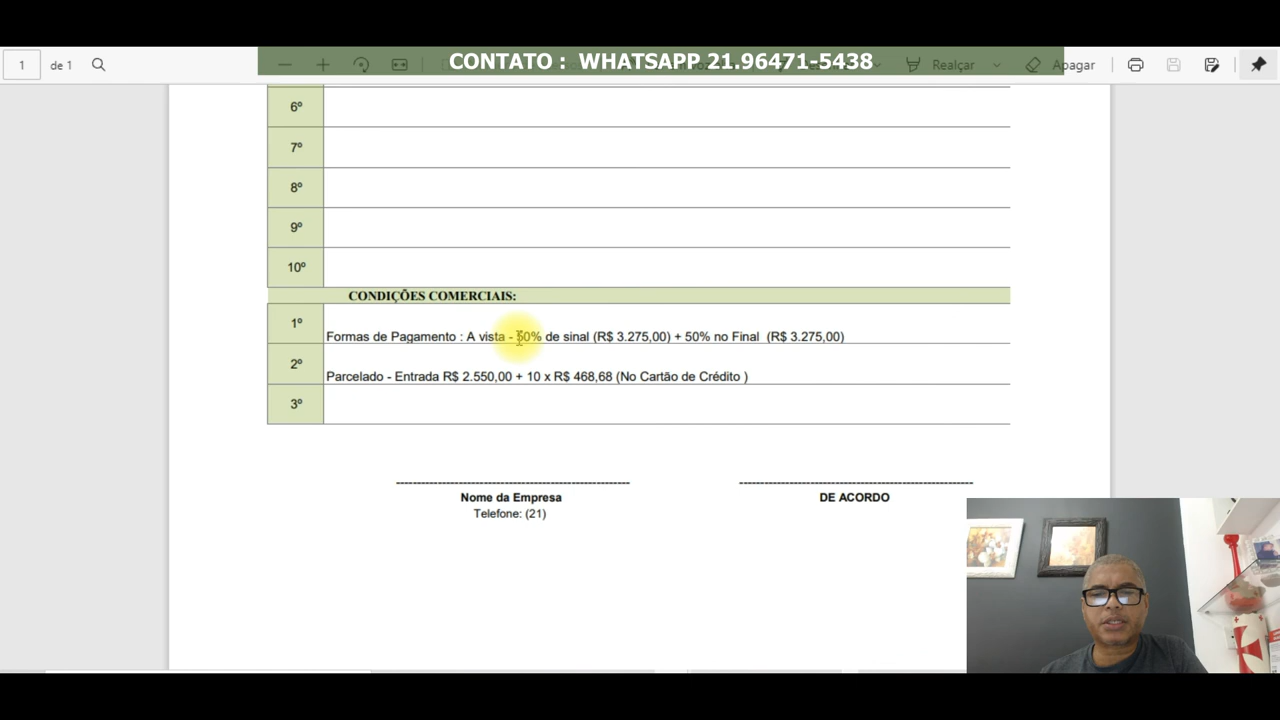 CONTATO : WHATSAPP 21.96471-5438
1 de 1 Realçar Apagar
6º
7º
8º
9º
10º
CONDIÇÕES COMERCIAIS:
1º Formas de Pagamento : A vista - 50% de sinal (R$ 3.275,00) + 50% no Final (R$ 3.275,00)
2º Parcelado - Entrada R$ 2.550,00 + 10 x R$ 468,68 (No Cartão de Crédito )
3º
Nome da Empresa DE ACORDO
Telefone: (21)